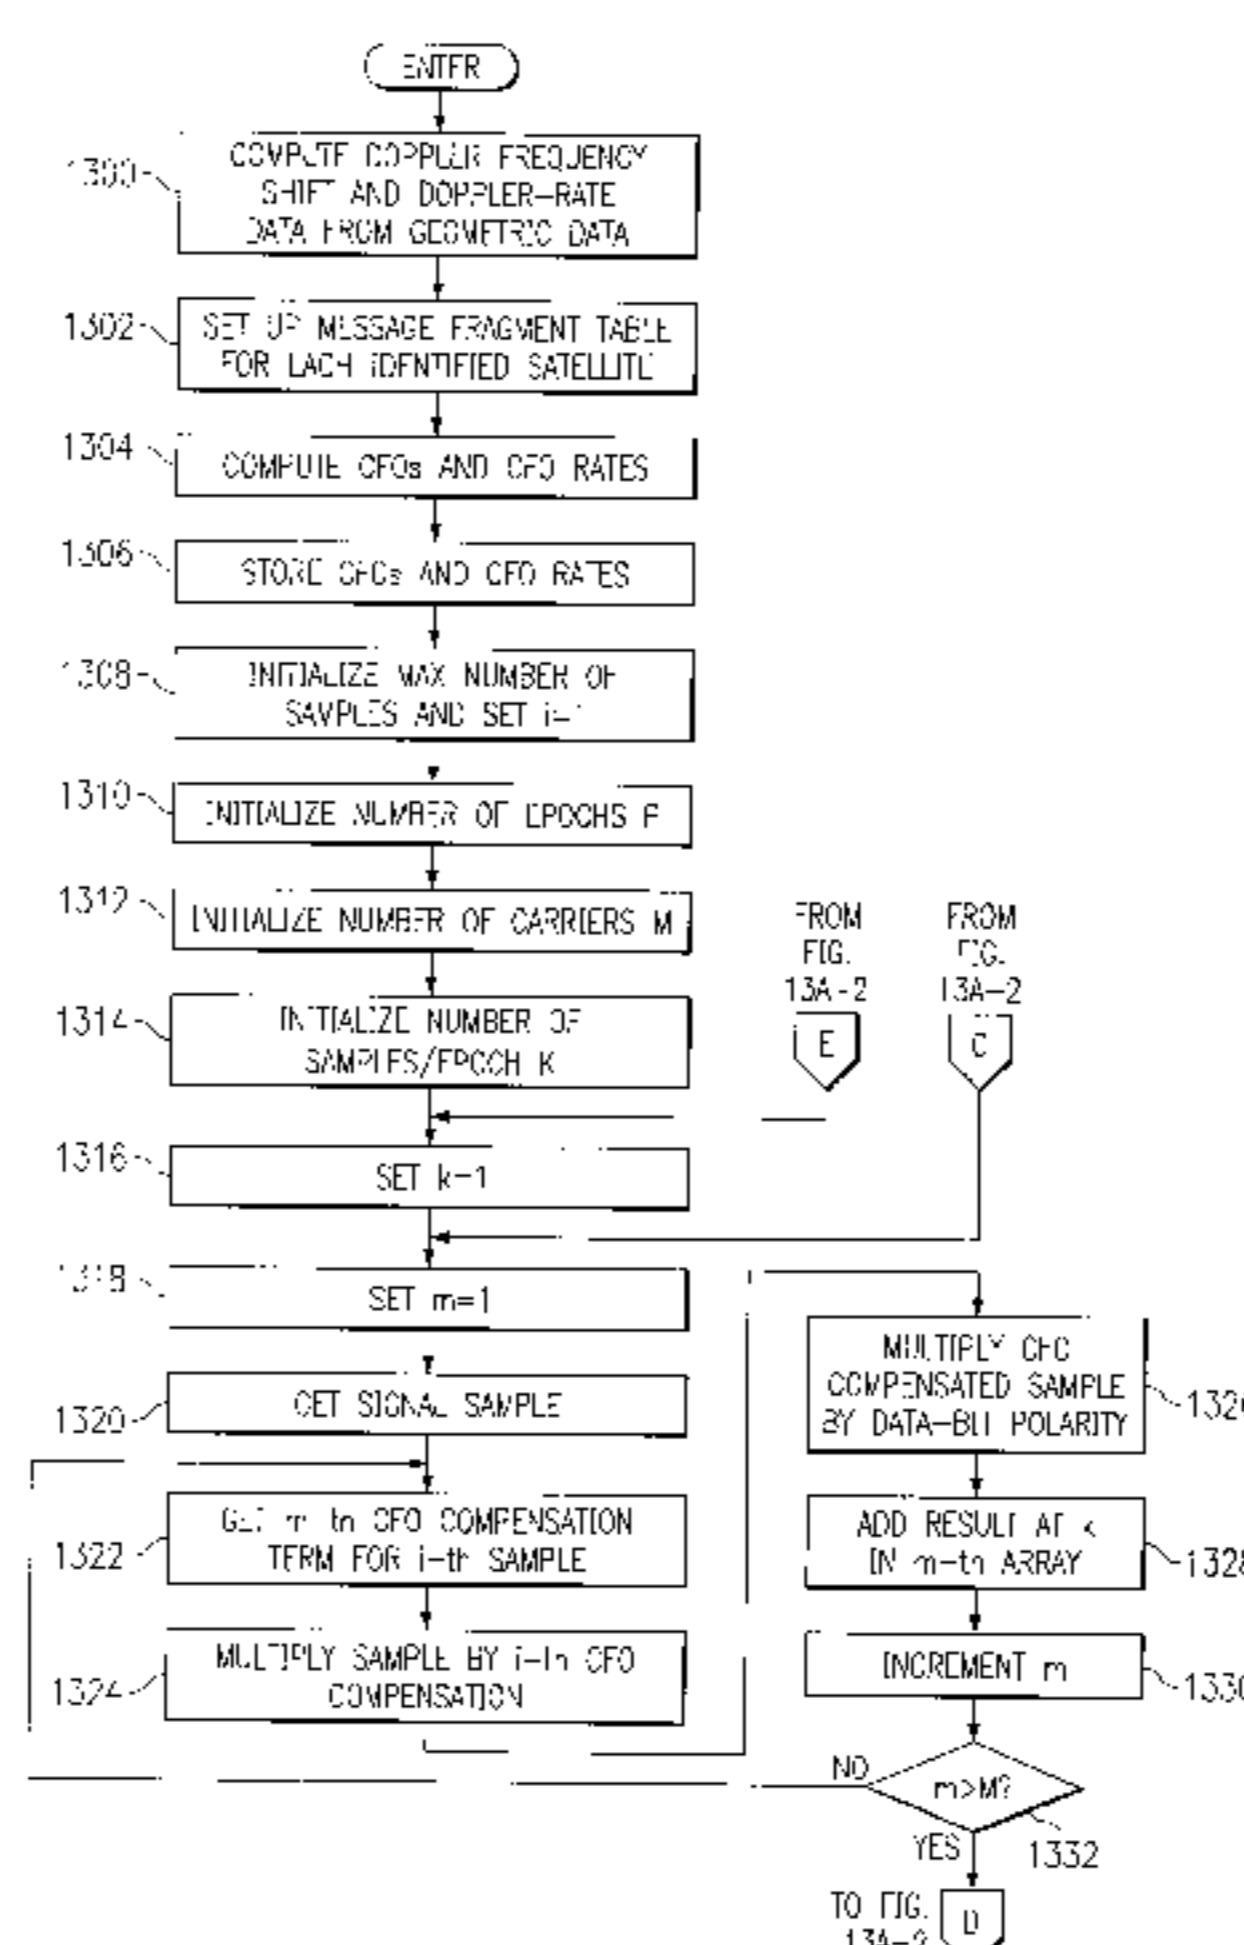 ENTER
1300
COMPUTE DOPPLER FREQUENCY
SHIFT AND DOPPLER-RATE
DATA FROM GEOMETRIC DATA
1302
SET UP MESSAGE FRAGMENT TABLE
FOR EACH IDENTIFIED SATELLITE
1304
COMPUTE CFOs AND CFO RATES
1306
STORE CFOs AND CFO RATES
1308
INITIALIZE MAX NUMBER OF
SAMPLES AND SET i=1
1310
INITIALIZE NUMBER OF EPOCHS
1312
INITIALIZE NUMBER OF CARRIERS M
1314
INITIALIZE NUMBER OF
SAMPLES/EPOCH K
FROM
FIG.
13A-2
E
FROM
FIG.
13A-2
C
1316
SET k=1
1318
SET m=1
1320
GET SIGNAL SAMPLE
1322
GET m-th CFO COMPENSATION
TERM FOR i-th SAMPLE
1324
MULTIPLY SAMPLE BY i-th CFO
COMPENSATION
MULTIPLY CFO
COMPENSATED SAMPLE
BY DATA-BIT POLARITY
1326
ADD RESULT AT k
IN m-th ARRAY
1328
INCREMENT m
1330
NO
m>M?
YES
1332
TO FIG.
13A-2
D